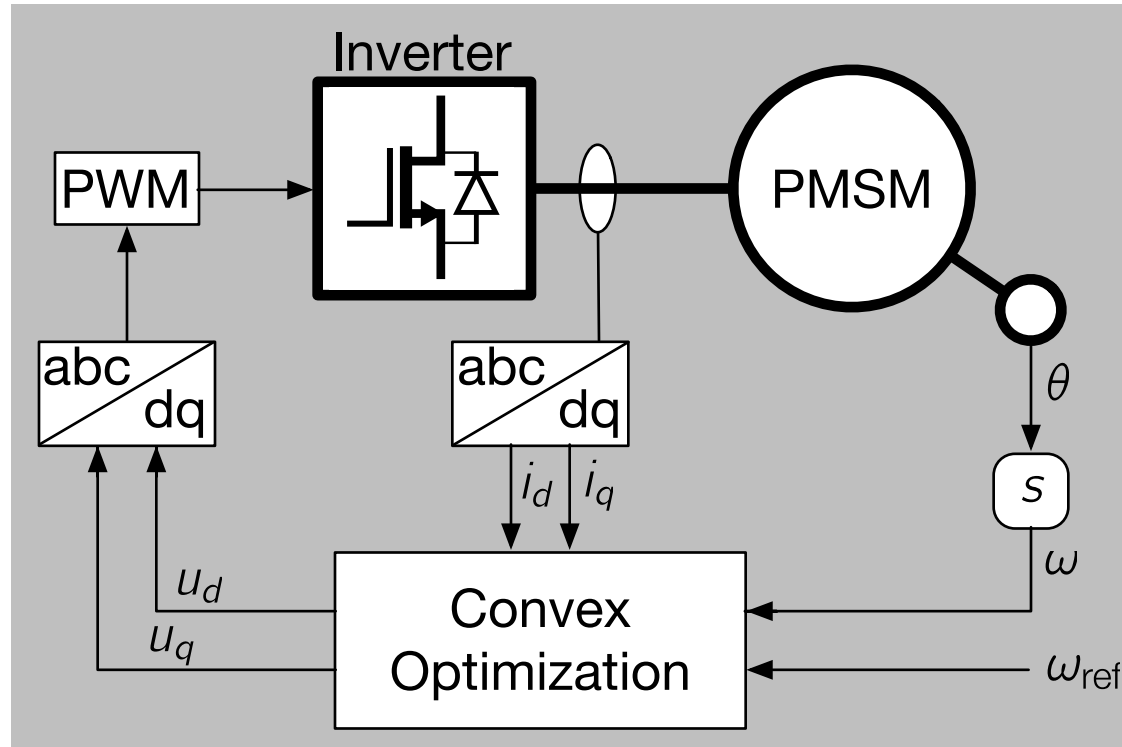 Inverter
PWM
PMSM
abc
dq
abc
dq
θ
i_d
i_q
s
ω
u_d
u_q
Convex
Optimization
ω_ref